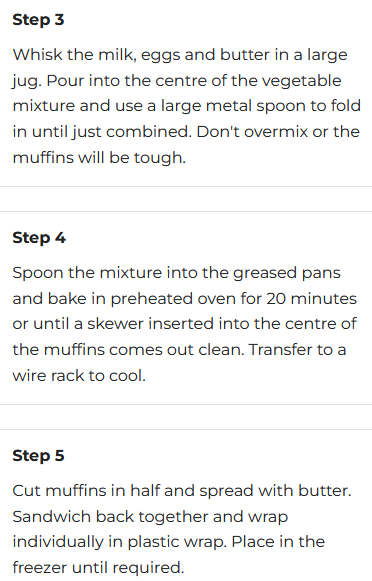 Step 3
Whisk the milk, eggs and butter in a large
jug. Pour into the centre of the vegetable
mixture and use a large metal spoon to fold
in until just combined. Don't overmix or the
muffins will be tough.
Step 4
Spoon the mixture into the greased pans
and bake in preheated oven for 20 minutes
or until a skewer inserted into the centre of
the muffins comes out clean. Transfer to a
wire rack to cool.
Step 5
Cut muffins in half and spread with butter.
Sandwich back together and wrap
individually in plastic wrap. Place in the
freezer until required.